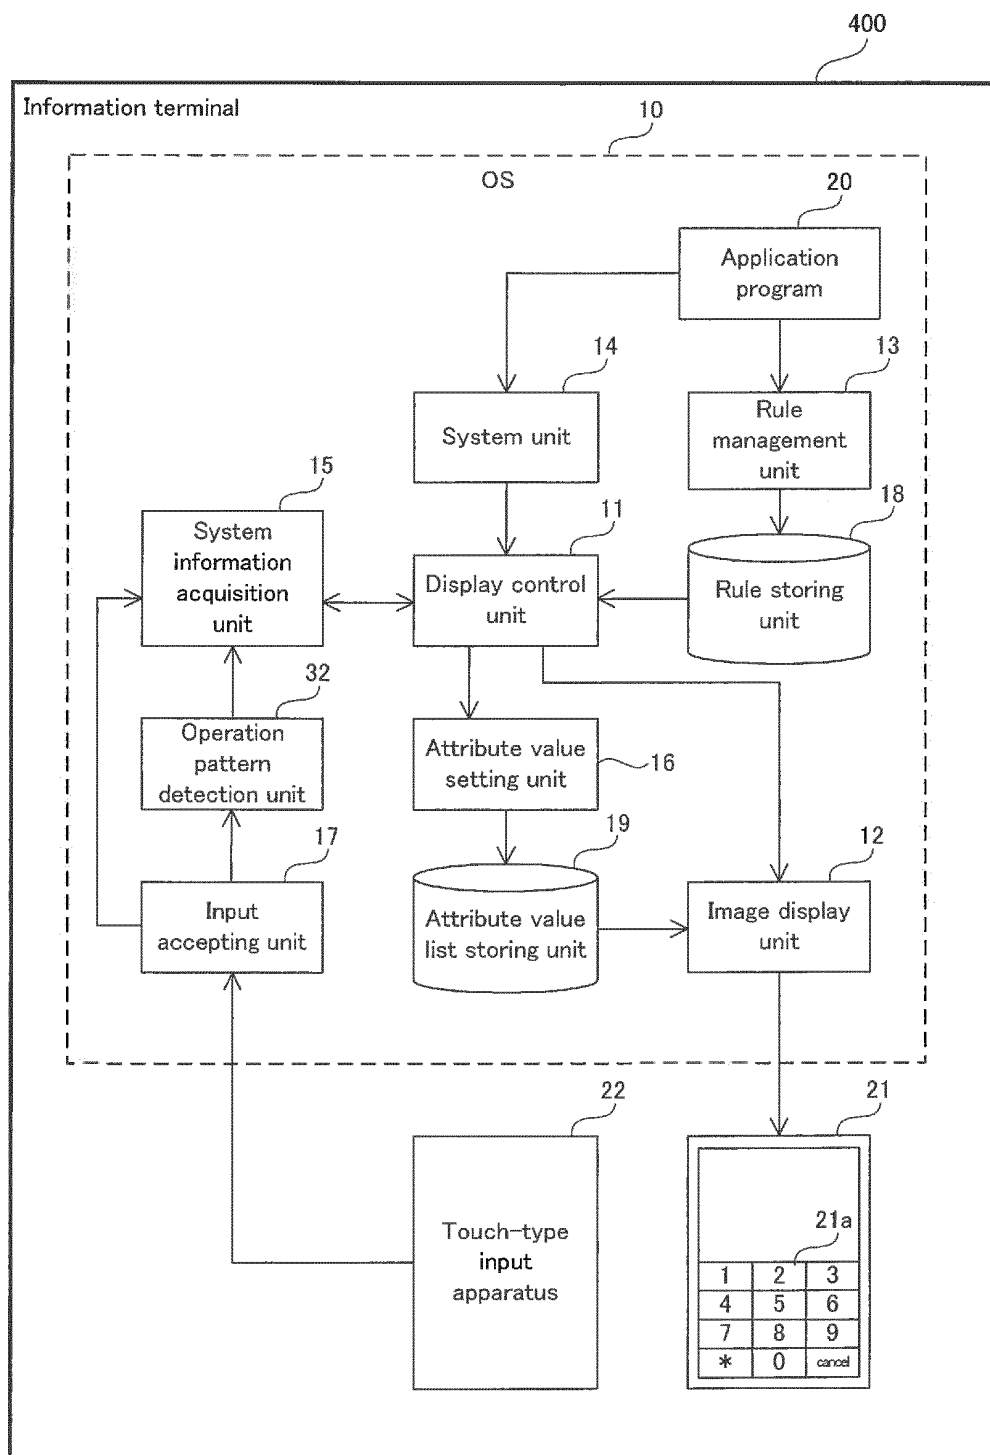 400
Information terminal
10
OS
20
Application
program
14
System unit
13
Rule
management
unit
15
System
information
acquisition
unit
11
Display control
unit
18
Rule storing
unit
32
Operation
pattern
detection unit
Attribute value
setting unit
16
17
Input
accepting unit
19
Attribute value
list storing unit
12
Image display
unit
22
Touch-type
input
apparatus
21
21a
1 2 3
4 5 6
7 8 9
* 0 cancel